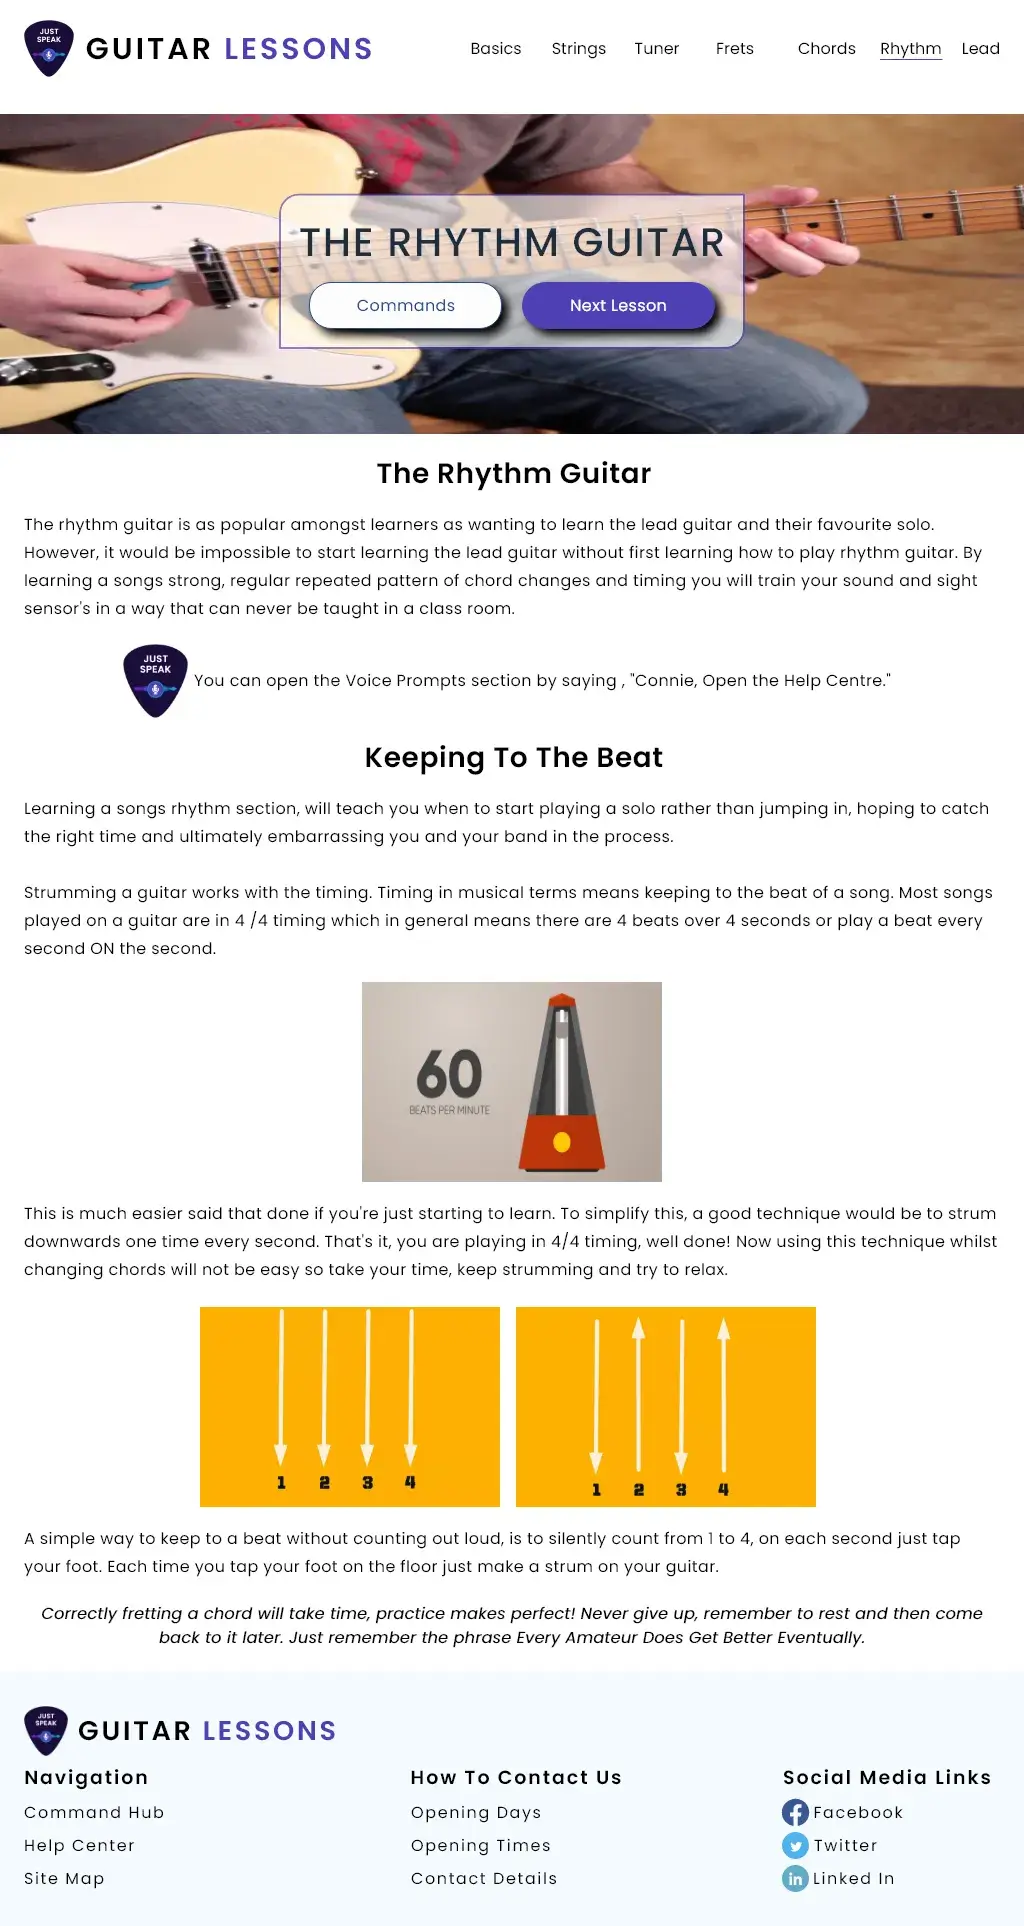 JUST
SPEAK
GUITAR LESSONS
Basics Strings Tuner Frets Chords Rhythm Lead
THE RHYTHM GUITAR
Commands Next Lesson
The Rhythm Guitar
The rhythm guitar is as popular amongst learners as wanting to learn the lead guitar and their favourite solo.
However, it would be impossible to start learning the lead guitar without first learning how to play rhythm guitar. By
learning a songs strong, regular repeated pattern of chord changes and timing you will train your sound and sight
sensor's in a way that can never be taught in a class room.
JUST
SPEAK
You can open the Voice Prompts section by saying , "Connie, Open the Help Centre."
Keeping To The Beat
Learning a songs rhythm section, will teach you when to start playing a solo rather than jumping in, hoping to catch
the right time and ultimately embarrassing you and your band in the process.
Strumming a guitar works with the timing. Timing in musical terms means keeping to the beat of a song. Most songs
played on a guitar are in 4 /4 timing which in general means there are 4 beats over 4 seconds or play a beat every
second ON the second.
60
BEATS PER MINUTE
This is much easier said that done if you're just starting to learn. To simplify this, a good technique would be to strum
downwards one time every second. That's it, you are playing in 4/4 timing, well done! Now using this technique whilst
changing chords will not be easy so take your time, keep strumming and try to relax.
1 2 3 4
1 2 3 4
A simple way to keep to a beat without counting out loud, is to silently count from 1 to 4, on each second just tap
your foot. Each time you tap your foot on the floor just make a strum on your guitar.
Correctly fretting a chord will take time, practice makes perfect! Never give up, remember to rest and then come
back to it later. Just remember the phrase Every Amateur Does Get Better Eventually.
JUST
SPEAK
GUITAR LESSONS
Navigation
Command Hub
Help Center
Site Map
How To Contact Us
Opening Days
Opening Times
Contact Details
Social Media Links
Facebook
Twitter
in Linked In